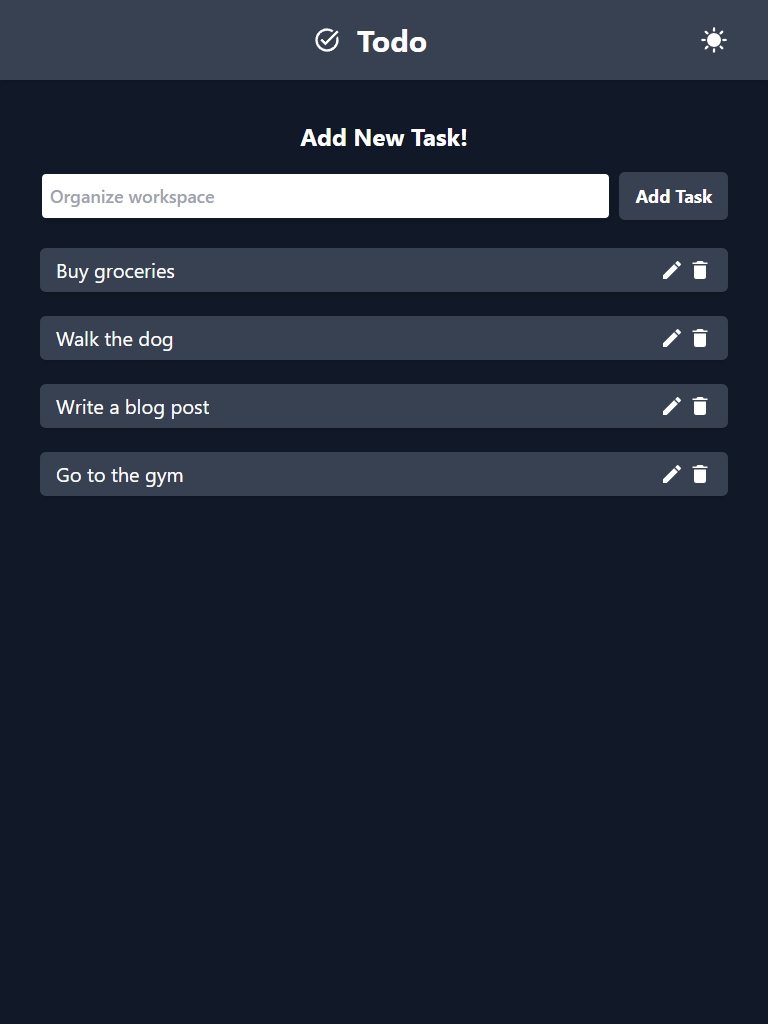 Todo
Add New Task!
Organize workspace
Add Task
Buy groceries
Walk the dog
Write a blog post
Go to the gym